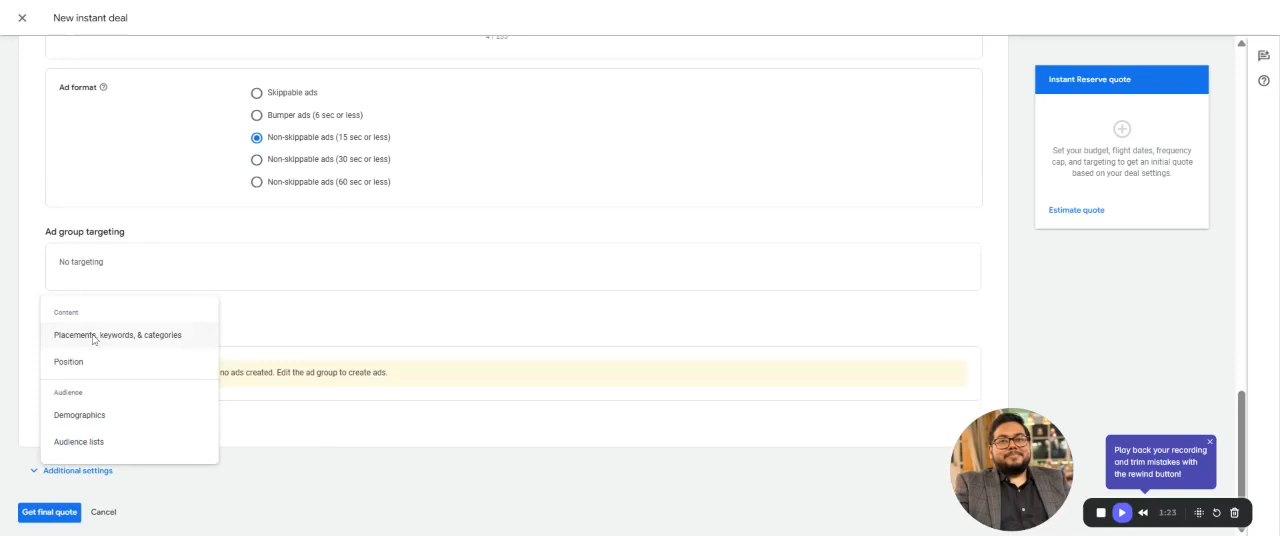 New instant deal
4 / 255
Ad format
Skippable ads
Bumper ads (6 sec or less)
Non-skippable ads (15 sec or less)
Non-skippable ads (30 sec or less)
Non-skippable ads (60 sec or less)
Ad group targeting
No targeting
Content
Placements, keywords, & categories
Position
Audience
Demographics
Audience lists
no ads created. Edit the ad group to create ads.
Additional settings
Get final quote
Cancel
Instant Reserve quote
Set your budget, flight dates, frequency
cap, and targeting to get an initial quote
based on your deal settings.
Estimate quote
Play back your recording
and trim mistakes with
the rewind button!
1:23